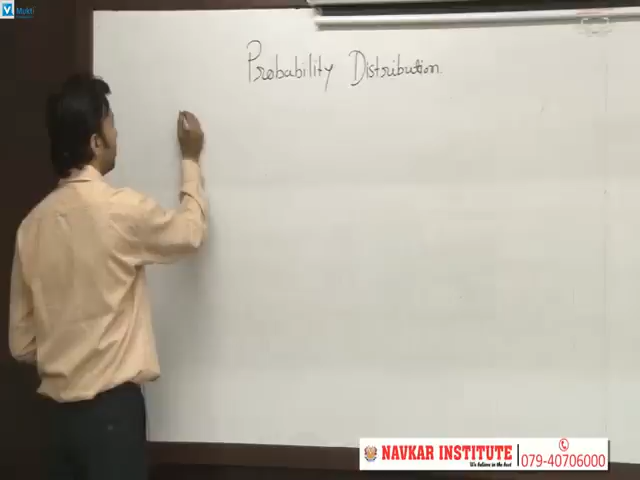 Mukti
Probability Distribution
NAVKAR INSTITUTE
We believe in the best
079-40706000